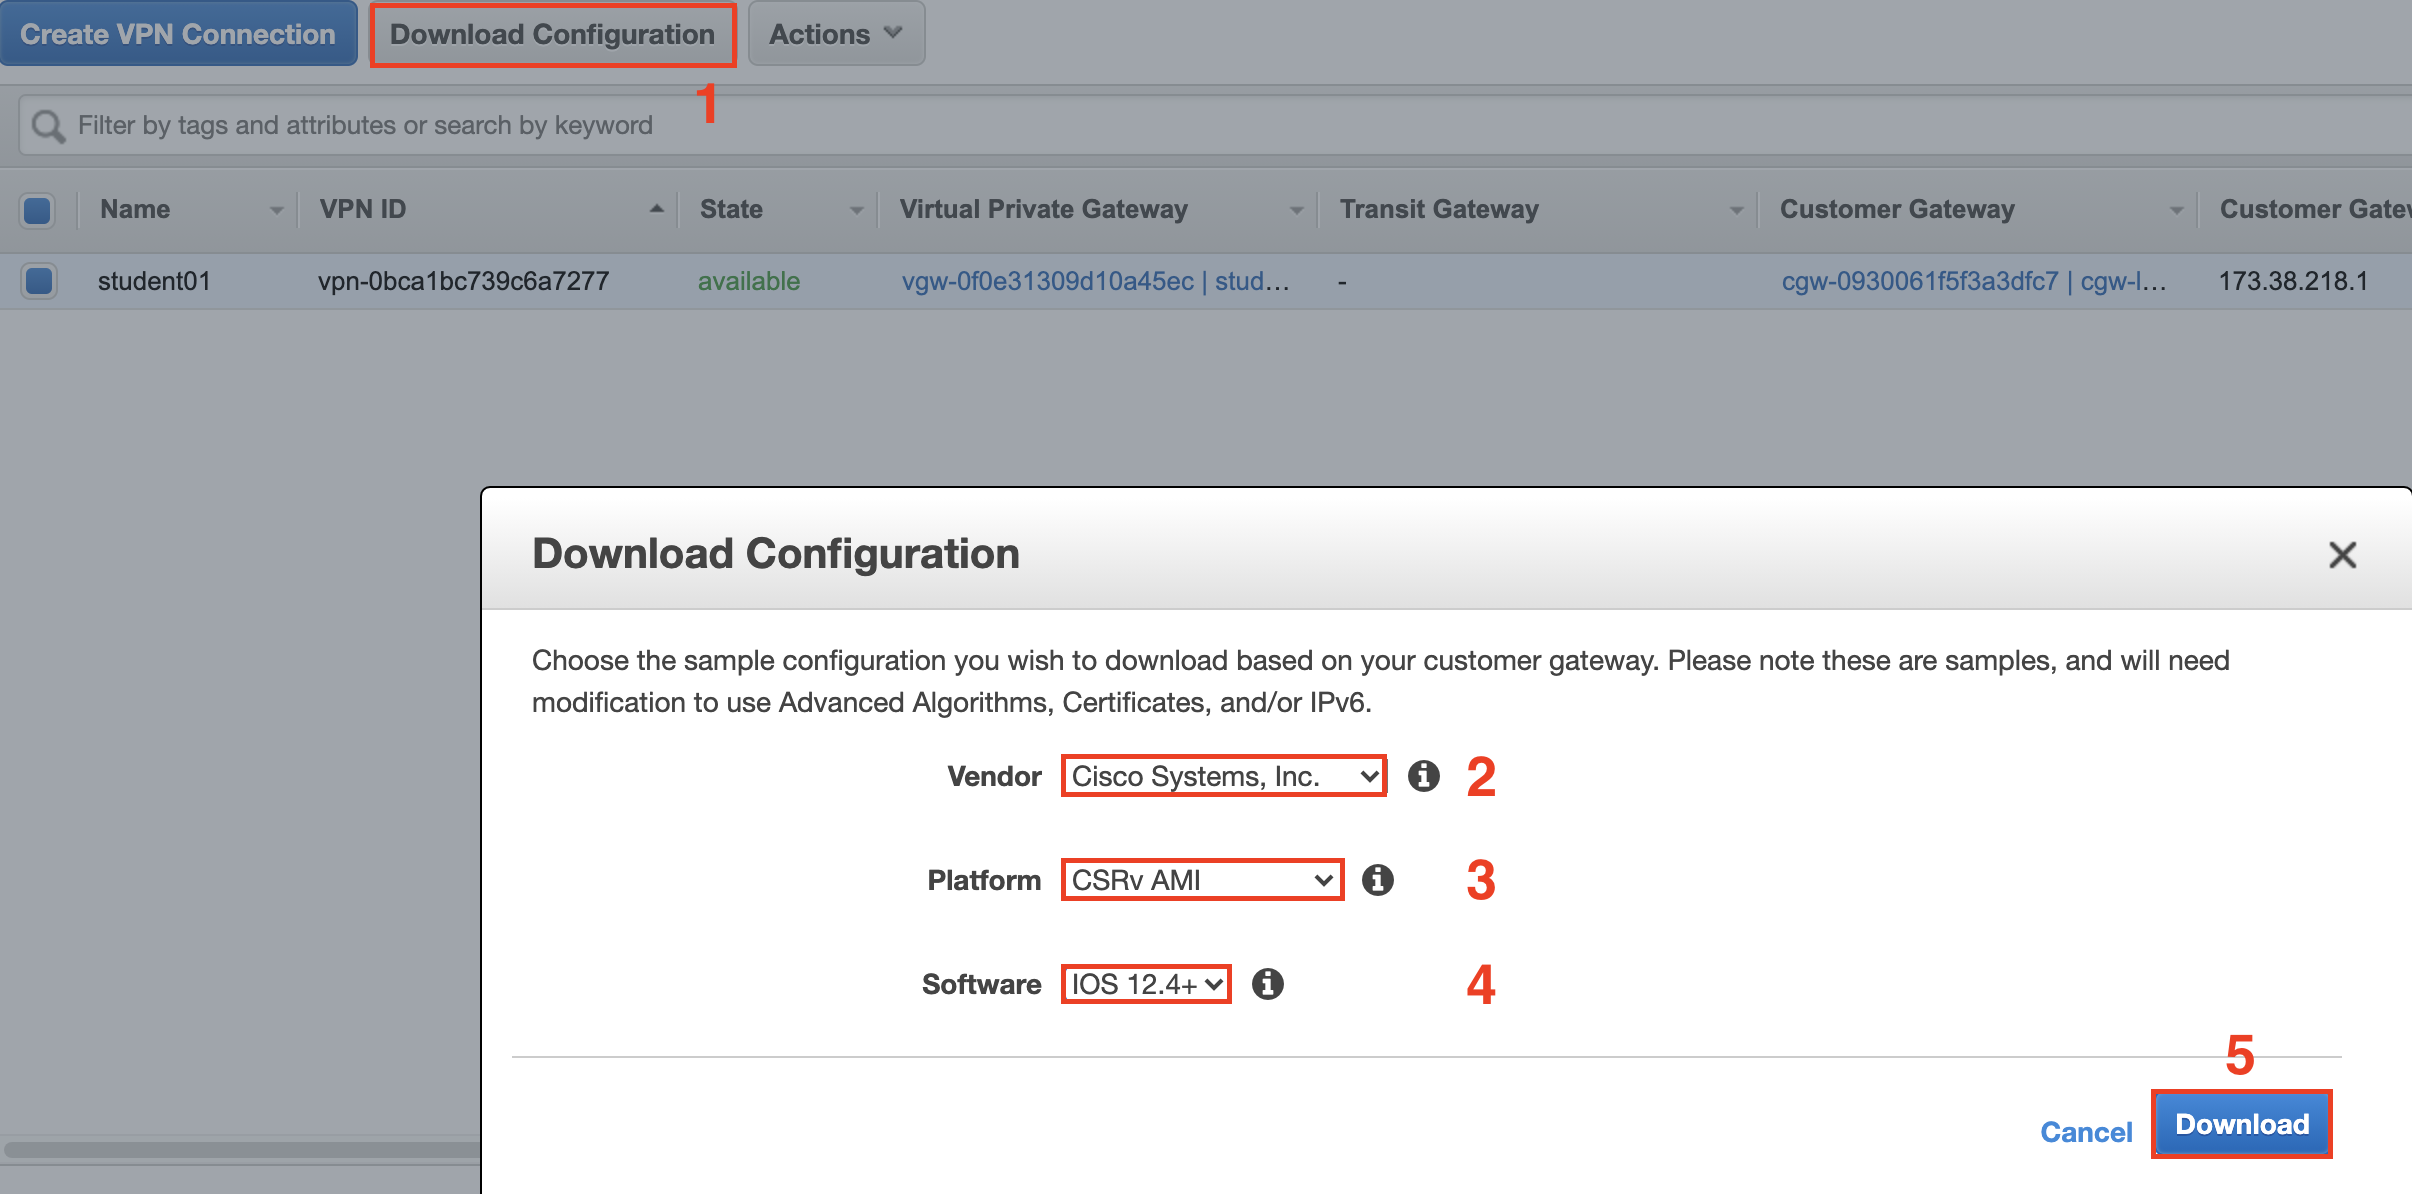 Create VPN Connection Download Configuration Actions
1
Filter by tags and attributes or search by keyword
Name VPN ID State Virtual Private Gateway Transit Gateway Customer Gateway Customer Gatew
student01 vpn-0bca1bc739c6a7277 available vgw-0f0e31309d10a45ec | stud... - cgw-0930061f5f3a3dfc7 | cgw-l... 173.38.218.1
Download Configuration
Choose the sample configuration you wish to download based on your customer gateway. Please note these are samples, and will need
modification to use Advanced Algorithms, Certificates, and/or IPv6.
Vendor Cisco Systems, Inc. 2
Platform CSRv AMI 3
Software IOS 12.4+ 4
5
Cancel Download